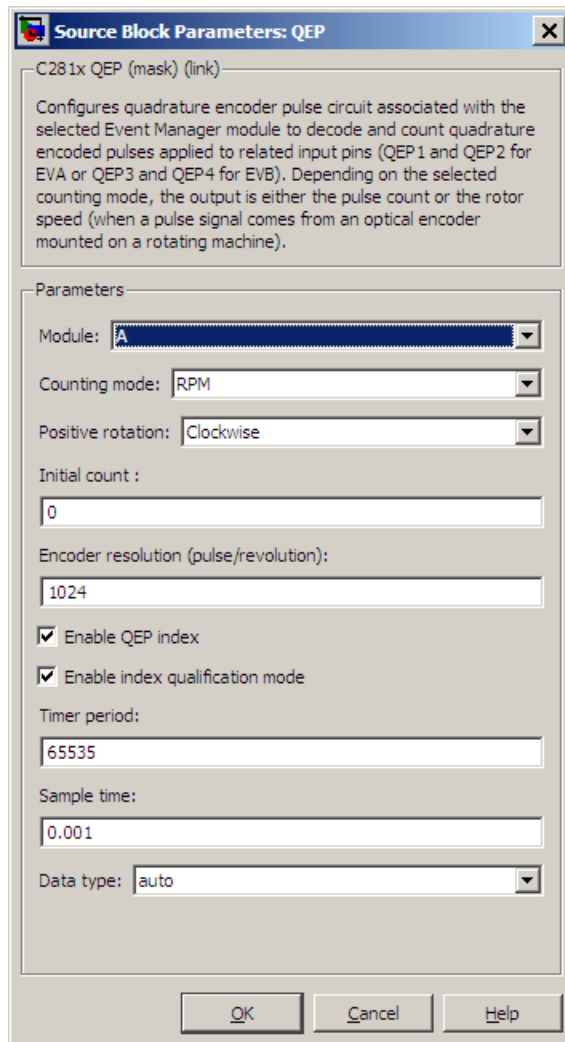 Source Block Parameters: QEP
C281x QEP (mask) (link)
Configures quadrature encoder pulse circuit associated with the
selected Event Manager module to decode and count quadrature
encoded pulses applied to related input pins (QEP1 and QEP2 for
EVA or QEP3 and QEP4 for EVB). Depending on the selected
counting mode, the output is either the pulse count or the rotor
speed (when a pulse signal comes from an optical encoder
mounted on a rotating machine).
Parameters
Module: A
Counting mode: RPM
Positive rotation: Clockwise
Initial count :
0
Encoder resolution (pulse/revolution):
1024
Enable QEP index
Enable index qualification mode
Timer period:
65535
Sample time:
0.001
Data type: auto
OK Cancel Help